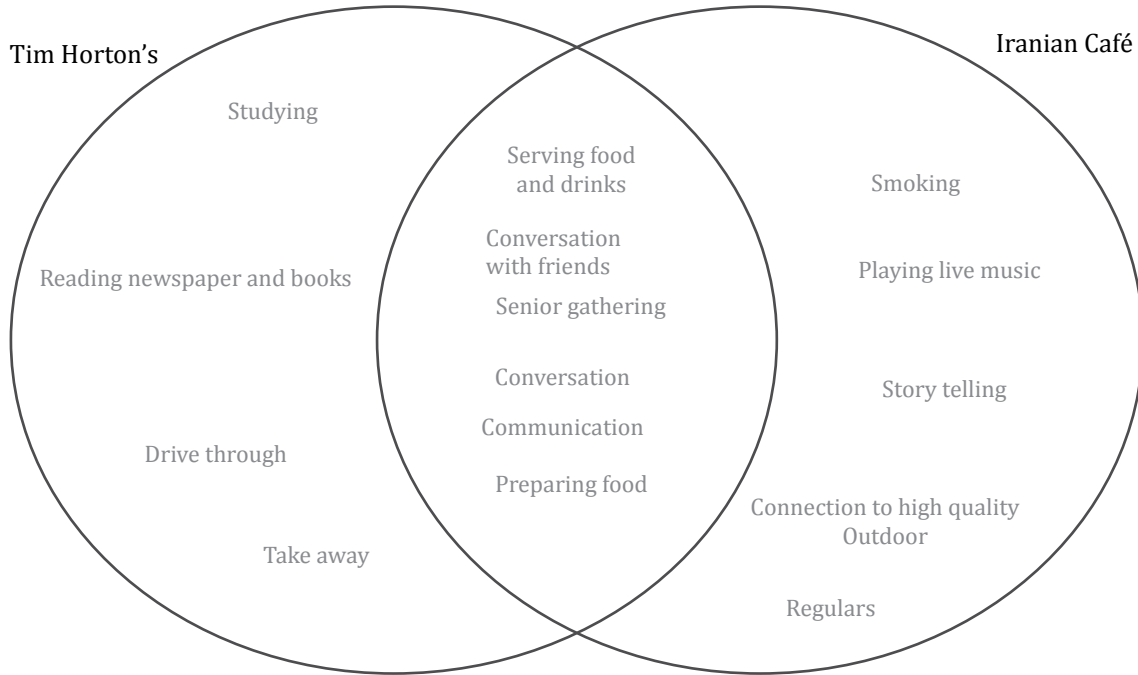 Tim Horton’s
Iranian Café
Studying
Reading newspaper and books
Drive through
Take away
Serving food
and drinks
Conversation
with friends
Senior gathering
Conversation
Communication
Preparing food
Smoking
Playing live music
Story telling
Connection to high quality
Outdoor
Regulars